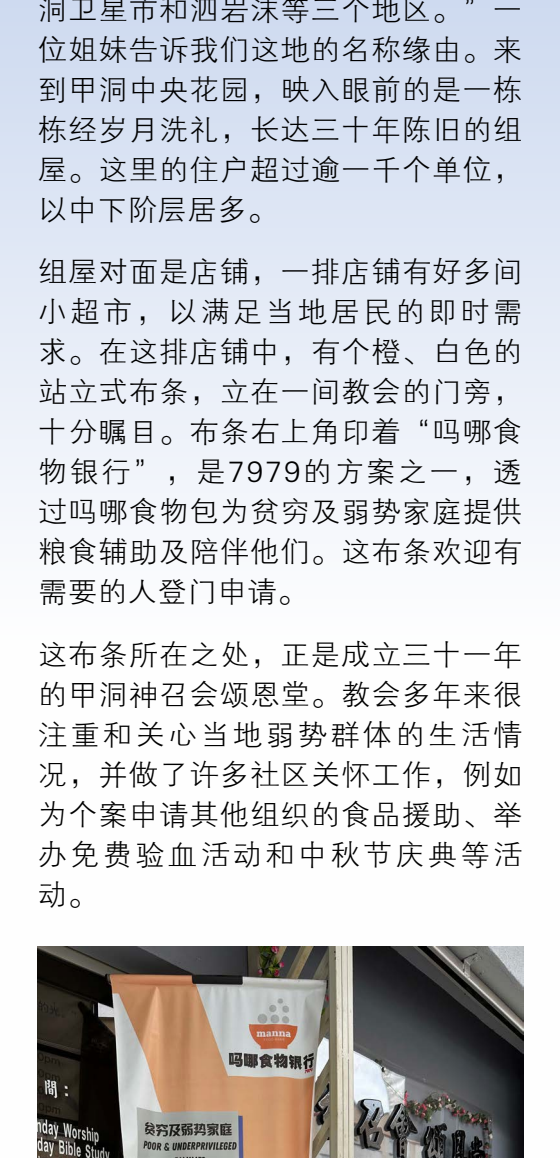 洞卫星市和泗岩沫等三个地区。”一
位姐妹告诉我们这地的名称缘由。来
到甲洞中央花园，映入眼前的是一栋
栋经岁月洗礼，长达三十年陈旧的组
屋。这里的住户超过逾一千个单位，
以中下阶层居多。
组屋对面是店铺，一排店铺有好多间
小超市，以满足当地居民的即时需
求。在这排店铺中，有个橙、白色的
站立式布条，立在一间教会的门旁，
十分瞩目。布条右上角印着“吗哪食
物银行”，是7979的方案之一，透
过吗哪食物包为贫穷及弱势家庭提供
粮食辅助及陪伴他们。这布条欢迎有
需要的人登门申请。
这布条所在之处，正是成立三十一年
的甲洞神召会颂恩堂。教会多年来很
注重和关心当地弱势群体的生活情
况，并做了许多社区关怀工作，例如
为个案申请其他组织的食品援助、举
办免费验血活动和中秋节庆典等活
动。
manna
吗哪食物银行
間：
贫穷及弱势家庭
POOR & UNDERPRIVILEGED
召會頌恩堂
nday Worship
day Bible Study